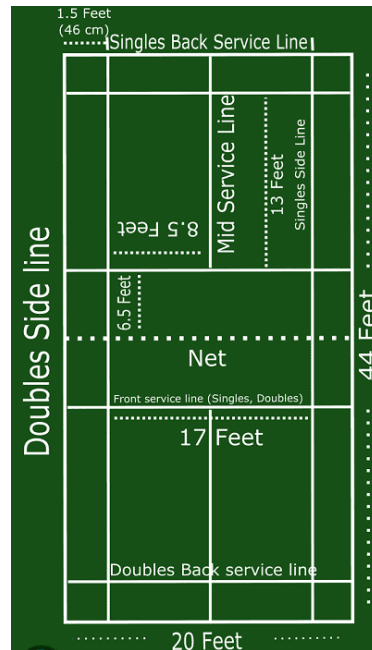 1.5 Feet
(46 cm)
Singles Back Service Line
Mid Service Line
13 Feet
Singles Side Line
8.5 Feet
Doubles Side line
6.5 Feet
44 Feet
Net
Front service line (Singles, Doubles)
17 Feet
Doubles Back service line
20 Feet